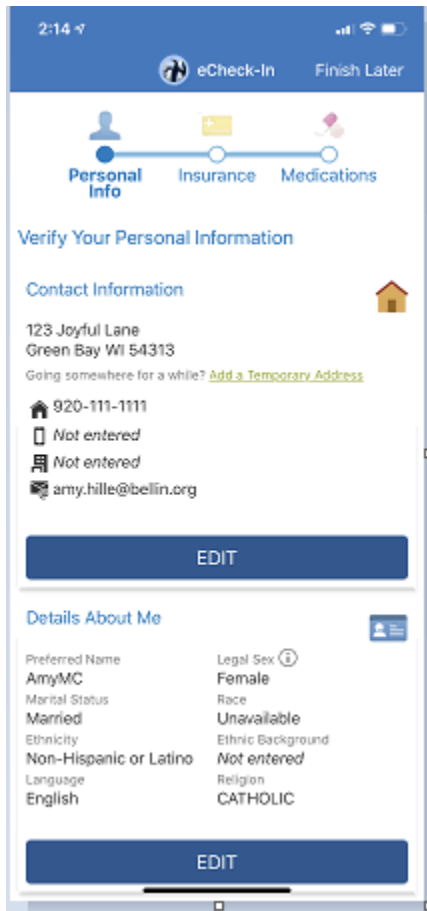 2:14
eCheck-In
Finish Later
Personal Info
Insurance
Medications
Verify Your Personal Information
Contact Information
123 Joyful Lane
Green Bay WI 54313
Going somewhere for a while? Add a Temporary Address
920-111-1111
Not entered
Not entered
amy.hille@bellin.org
EDIT
Details About Me
Preferred Name
AmyMC
Legal Sex
Female
Marital Status
Married
Race
Unavailable
Ethnicity
Non-Hispanic or Latino
Ethnic Background
Not entered
Language
English
Religion
CATHOLIC
EDIT